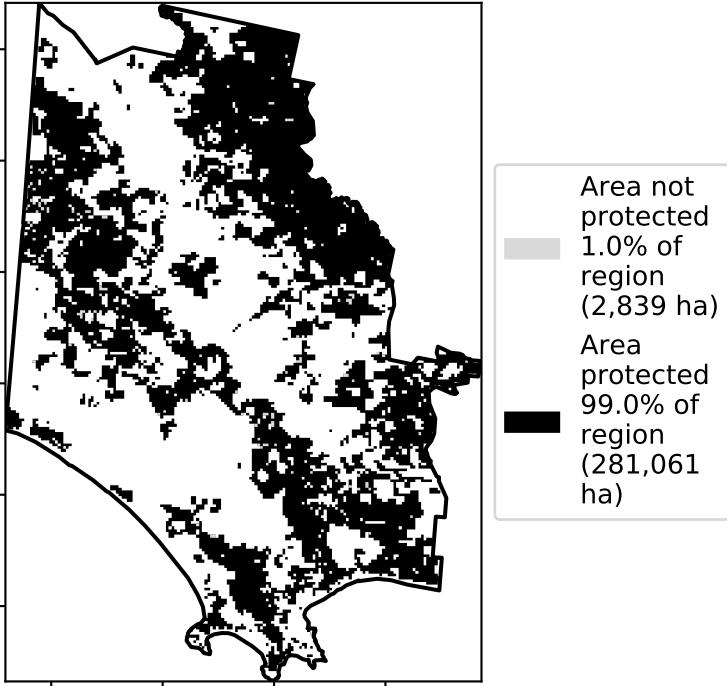 Area not
protected
1.0% of
region
(2,839 ha)
Area
protected
99.0% of
region
(281,061
ha)